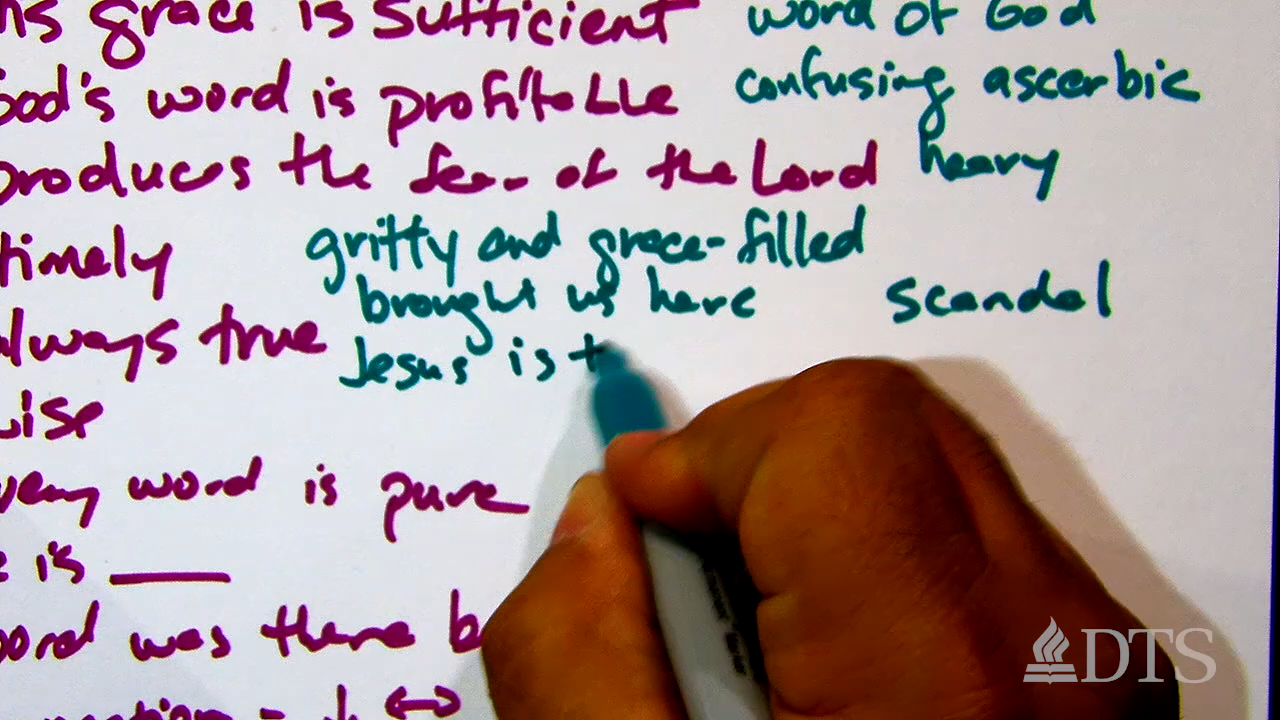 his grace is sufficient
word of God
God's word is profitable
confusing ascerbic
produces the fear of the Lord
heavy
timely
gritty and grace-filled
brought us here
scandal
always true
Jesus is t
wise
every word is pure
is ____
word was there
↔
DTS